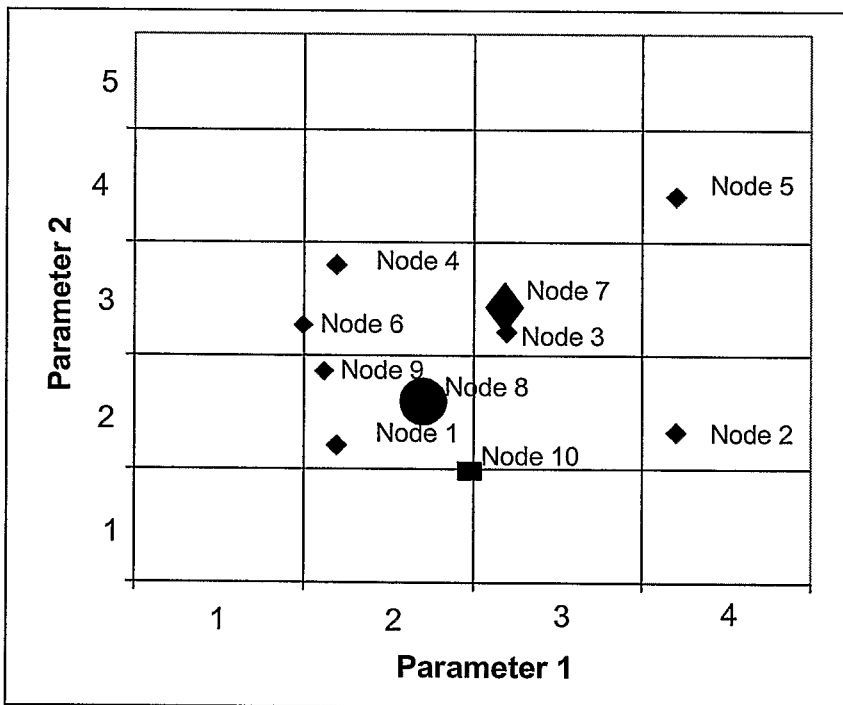 5
4
Node 5
Node 4
3
Node 7
Node 6
Node 3
Node 9
Node 8
2
Node 1
Node 2
Node 10
1
1 2 3 4
Parameter 2
Parameter 1